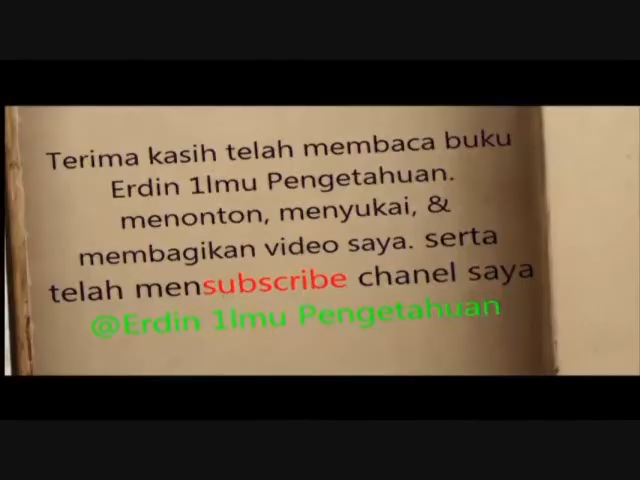 Terima kasih telah membaca buku
Erdin 1lmu Pengetahuan.
menonton, menyukai, &
membagikan video saya. serta
telah mensubscribe chanel saya
@Erdin 1lmu Pengetahuan